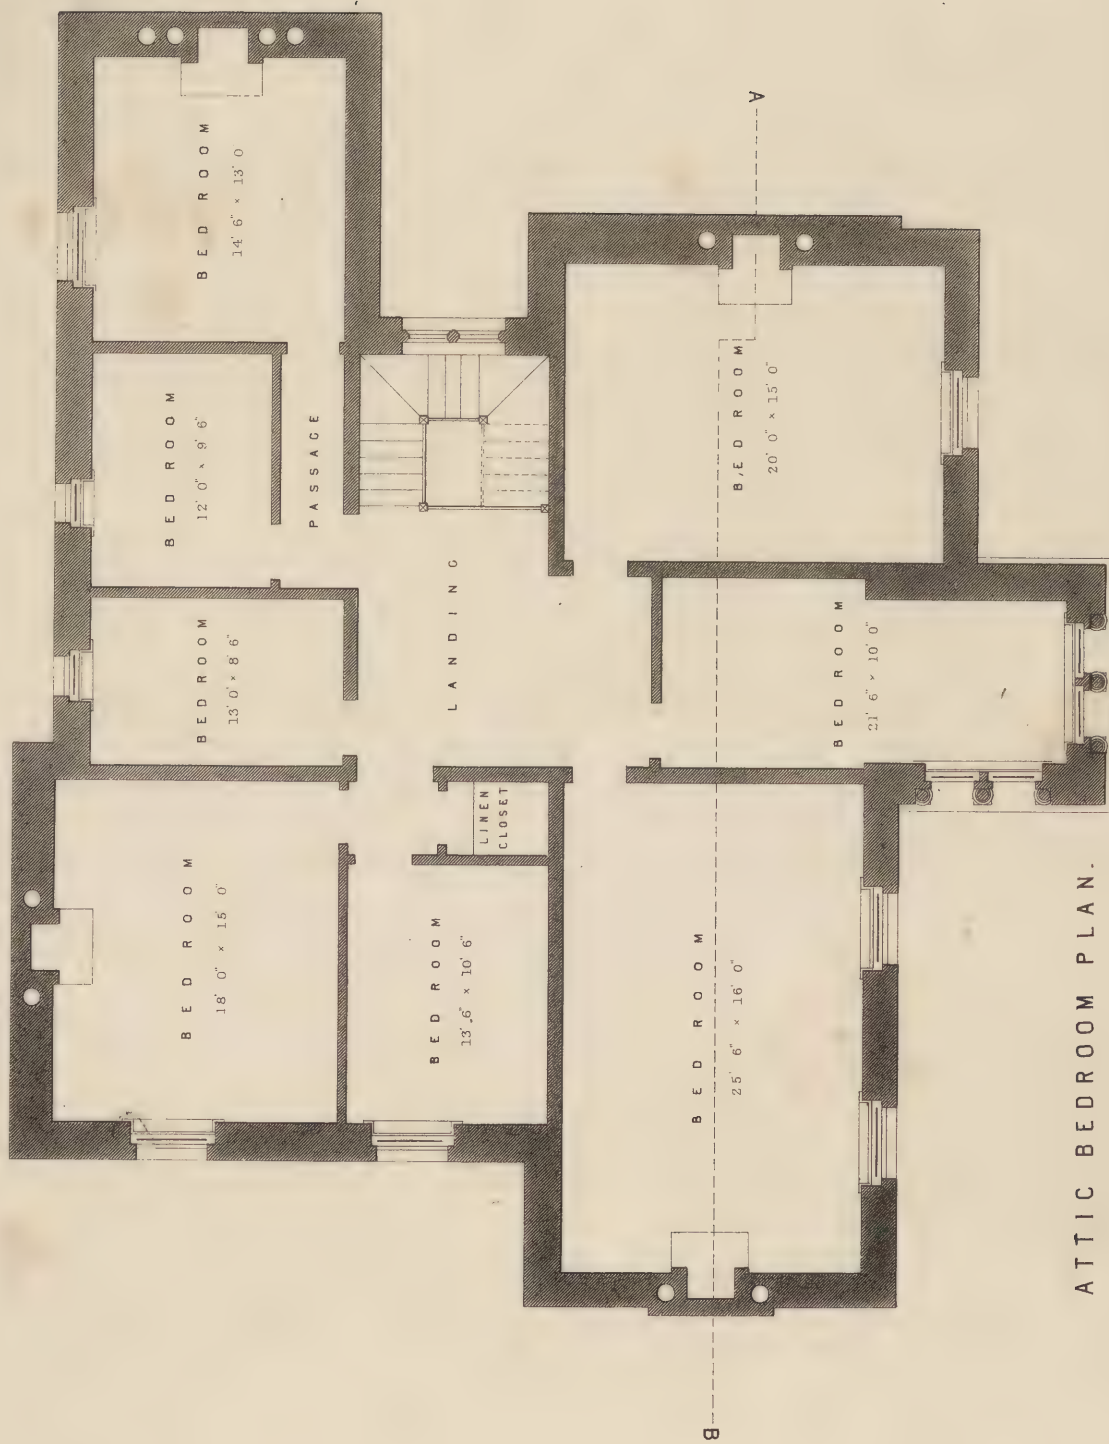 BED ROOM
14' 6" × 13' 0
BED ROOM
12' 0" × 9' 6"
PASSAGE
BED ROOM
13' 0" × 8' 6"
BED ROOM
18' 0" × 15' 0"
LANDING
LINEN
CLOSET
BED ROOM
13' 6" × 10' 6"
A
BED ROOM
20' 0" × 15' 0"
BED ROOM
21' 6" × 10' 0"
BED ROOM
25' 6" × 16' 0"
B
ATTIC BEDROOM PLAN.